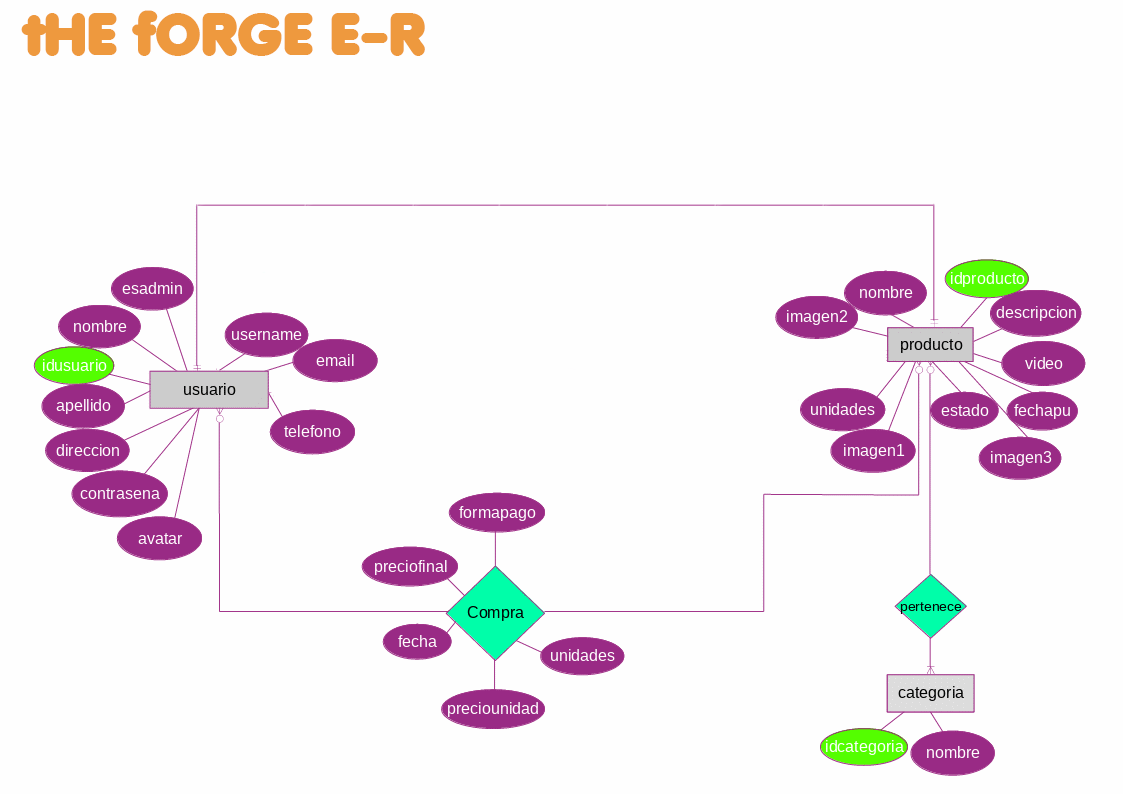 tHE fORGE E-R
esadmin
nombre
idusuario
apellido
direccion
contrasena
avatar
usuario
username
email
telefono
formapago
preciofinal
fecha
Compra
unidades
preciounidad
idproducto
nombre
imagen2
descripcion
producto
video
unidades
estado
fechapu
imagen1
imagen3
pertenece
categoria
idcategoria
nombre